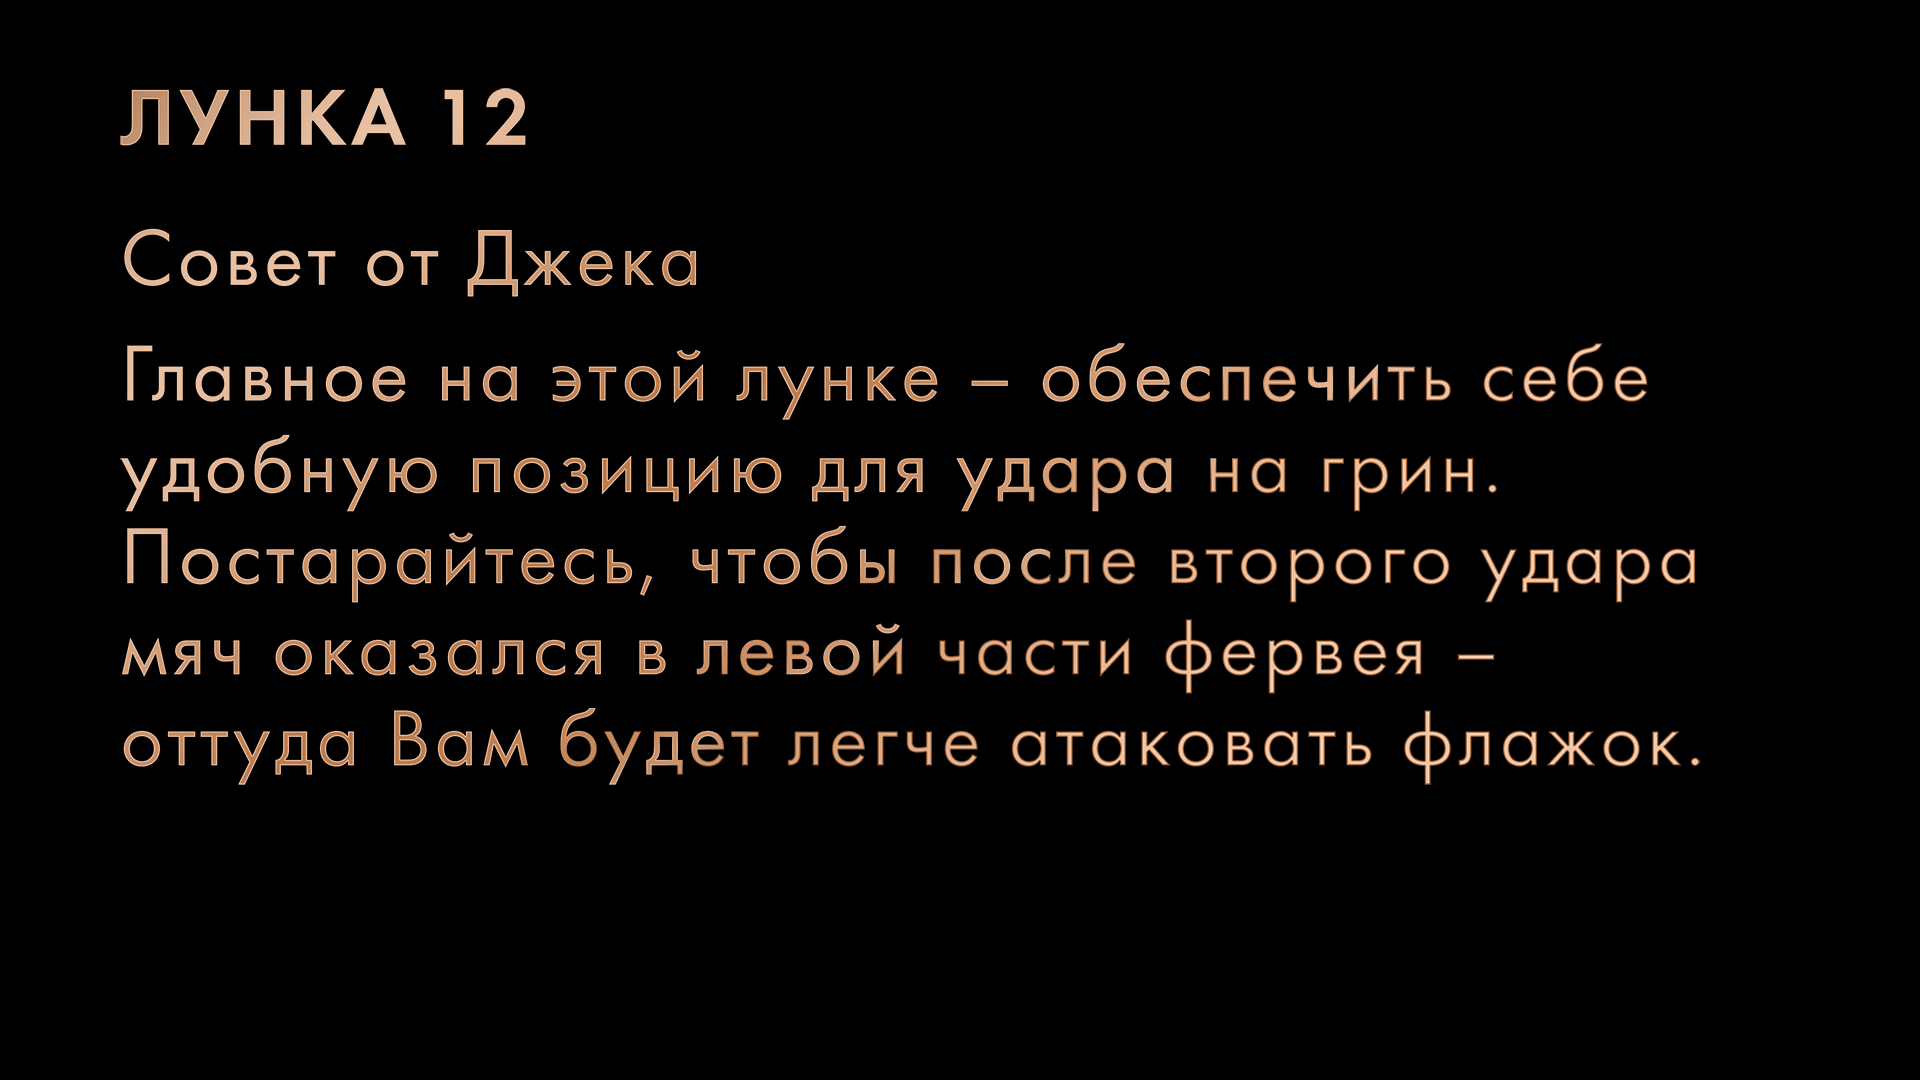 ЛУНКА 12
Совет от Джека
Главное на этой лунке – обеспечить себе
удобную позицию для удара на грин.
Постарайтесь, чтобы после второго удара
мяч оказался в левой части фервея –
оттуда Вам будет легче атаковать флажок.